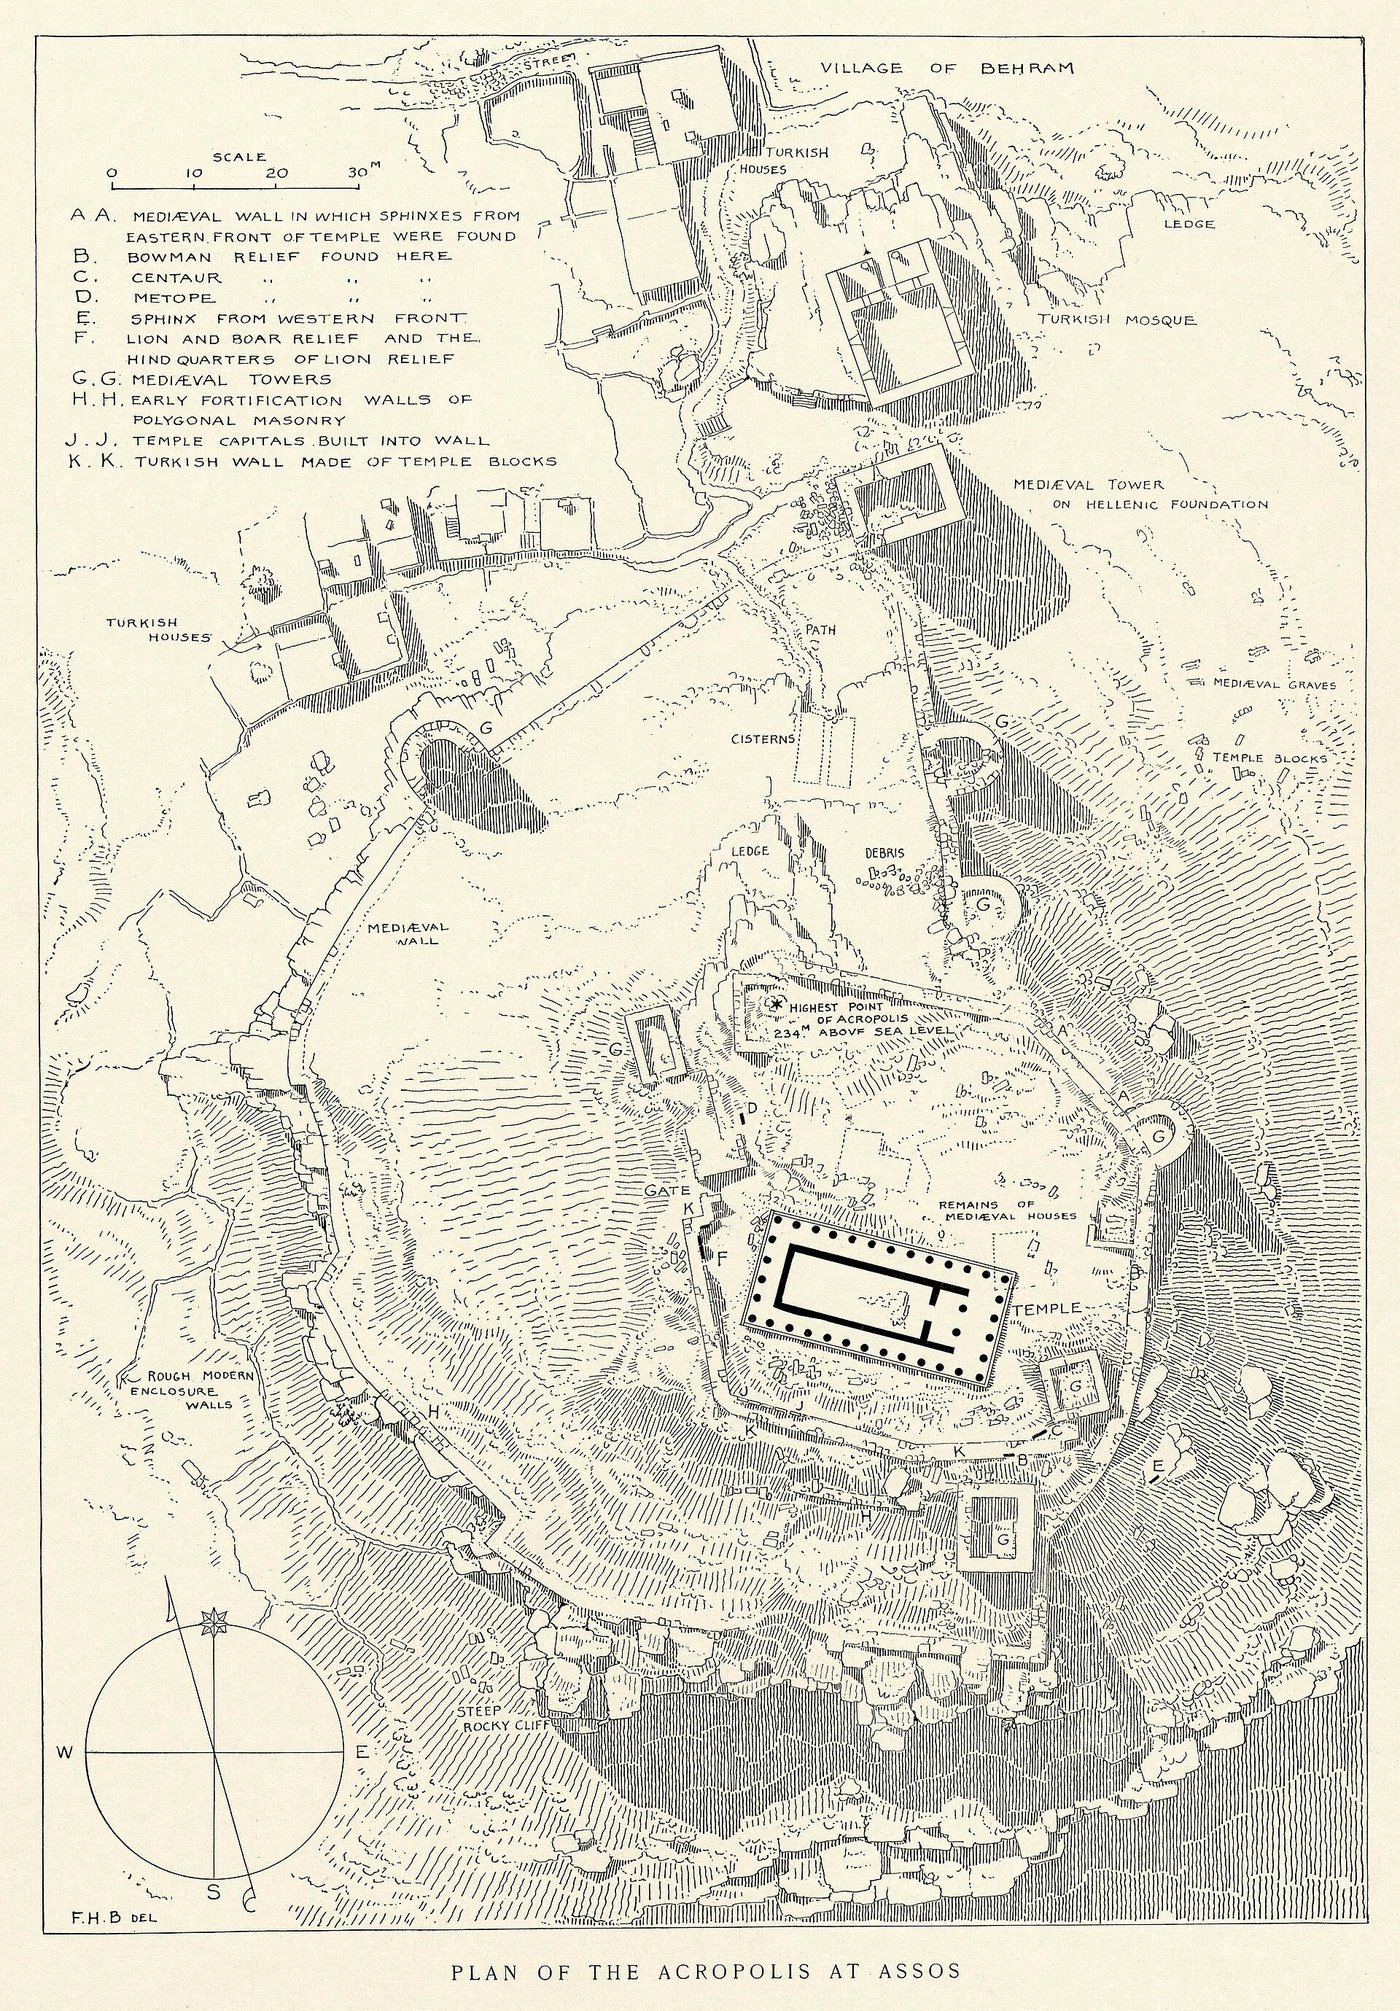 STREET
VILLAGE OF BEHRAM
TURKISH
HOUSES
SCALE
0 10 20 30 M
LEDGE
A A. MEDIÆVAL WALL IN WHICH SPHINXES FROM
EASTERN FRONT OF TEMPLE WERE FOUND
B. BOWMAN RELIEF FOUND HERE
C. CENTAUR " " "
D. METOPE " " "
E. SPHINX FROM WESTERN FRONT
F. LION AND BOAR RELIEF AND THE
HIND QUARTERS OF LION RELIEF
G. G. MEDIÆVAL TOWERS
H. H. EARLY FORTIFICATION WALLS OF
POLYGONAL MASONRY
J. J. TEMPLE CAPITALS BUILT INTO WALL
K. K. TURKISH WALL MADE OF TEMPLE BLOCKS
TURKISH MOSQUE
MEDIÆVAL TOWER
ON HELLENIC FOUNDATION
TURKISH
HOUSES
PATH
MEDIÆVAL GRAVES
G
G
CISTERNS
TEMPLE BLOCKS
LEDGE
DEBRIS
G
MEDIÆVAL
WALL
HIGHEST POINT
OF ACROPOLIS
234M ABOVE SEA LEVEL
A
G
G
A
D
G
GATE
K
REMAINS OF
MEDIÆVAL HOUSES
F
TEMPLE
ROUGH MODERN
ENCLOSURE
WALLS
G
H
J
K
K
C
B
E
H
G
STEEP
ROCKY CLIFF
W
E
S
F.H.B DEL
PLAN OF THE ACROPOLIS AT ASSOS